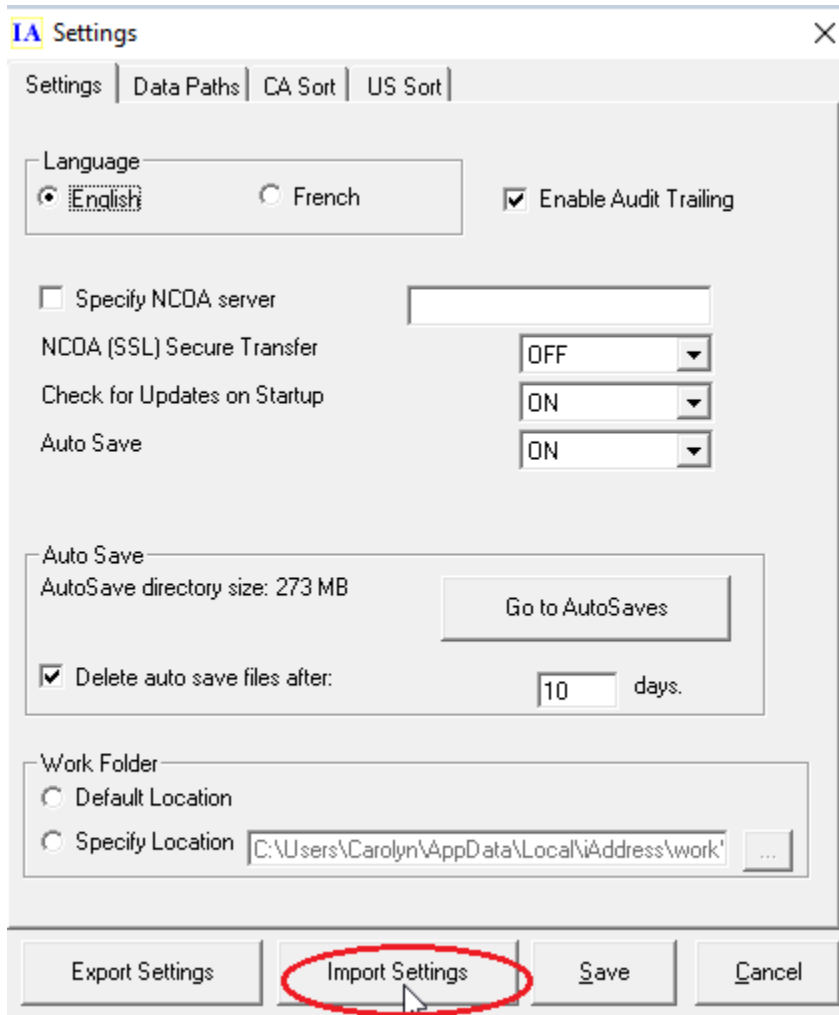 IA Settings
Settings Data Paths CA Sort US Sort
Language
English French Enable Audit Trailing
Specify NCOA server
NCOA (SSL) Secure Transfer OFF
Check for Updates on Startup ON
Auto Save ON
Auto Save
AutoSave directory size: 273 MB Go to AutoSaves
Delete auto save files after: 10 days.
Work Folder
Default Location
Specify Location C:\Users\Carolyn\AppData\Local\iAddress\work' ...
Export Settings Import Settings Save Cancel